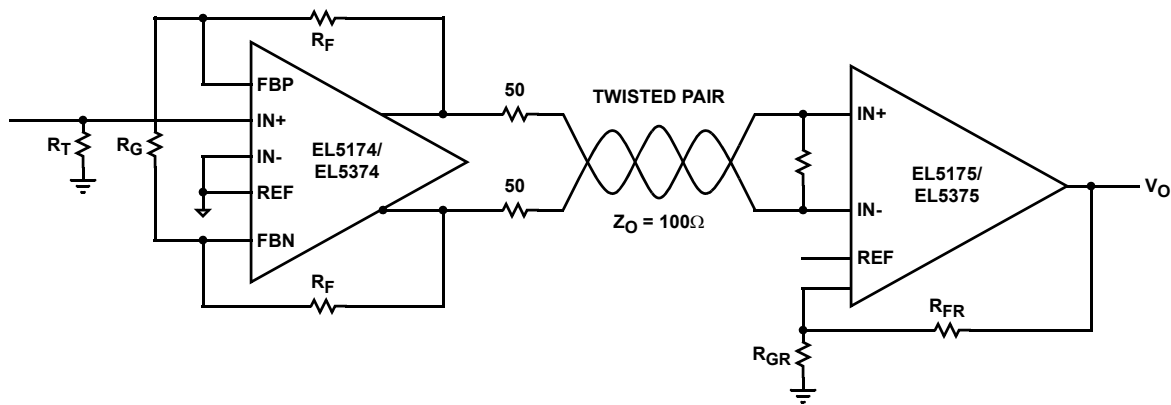 RF
FBP
IN+
RT
RG
IN-
REF
FBN
EL5174/
EL5374
RF
50
50
TWISTED PAIR
ZO = 100Ω
IN+
IN-
REF
EL5175/
EL5375
VO
RFR
RGR